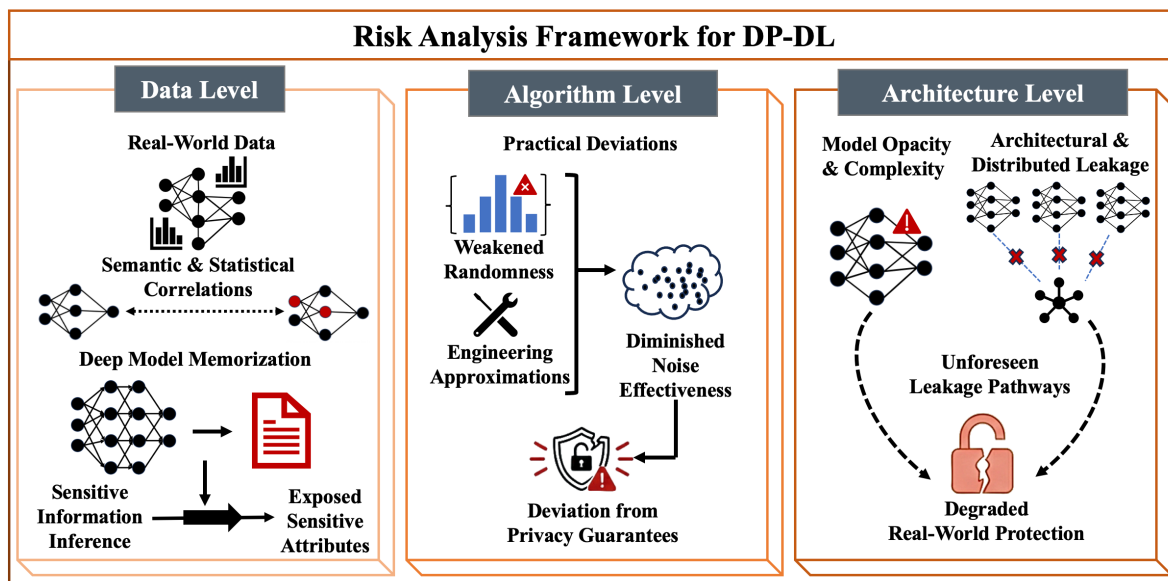 Risk Analysis Framework for DP-DL
Data Level
Real-World Data
Semantic & Statistical
Correlations
Deep Model Memorization
Sensitive
Information
Inference
Exposed
Sensitive
Attributes
Algorithm Level
Practical Deviations
Weakened
Randomness
Engineering
Approximations
Diminished
Noise
Effectiveness
Deviation from
Privacy Guarantees
Architecture Level
Model Opacity
& Complexity
Architectural &
Distributed Leakage
Unforeseen
Leakage Pathways
Degraded
Real-World Protection